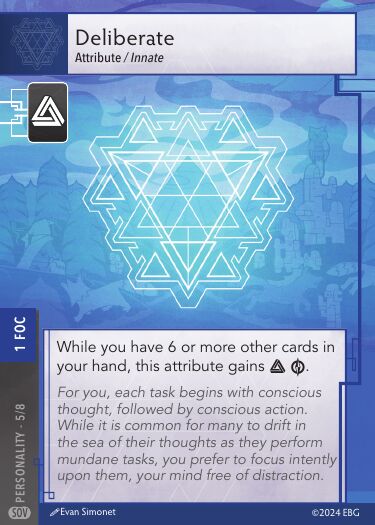 Deliberate
Attribute / Innate
1 FOC
While you have 6 or more other cards in
your hand, this attribute gains .
For you, each task begins with conscious
thought, followed by conscious action.
While it is common for many to drift in
the sea of their thoughts as they perform
mundane tasks, you prefer to focus intently
upon them, your mind free of distraction.
PERSONALITY - 5/8
SOV
Evan Simonet
©2024 EBG